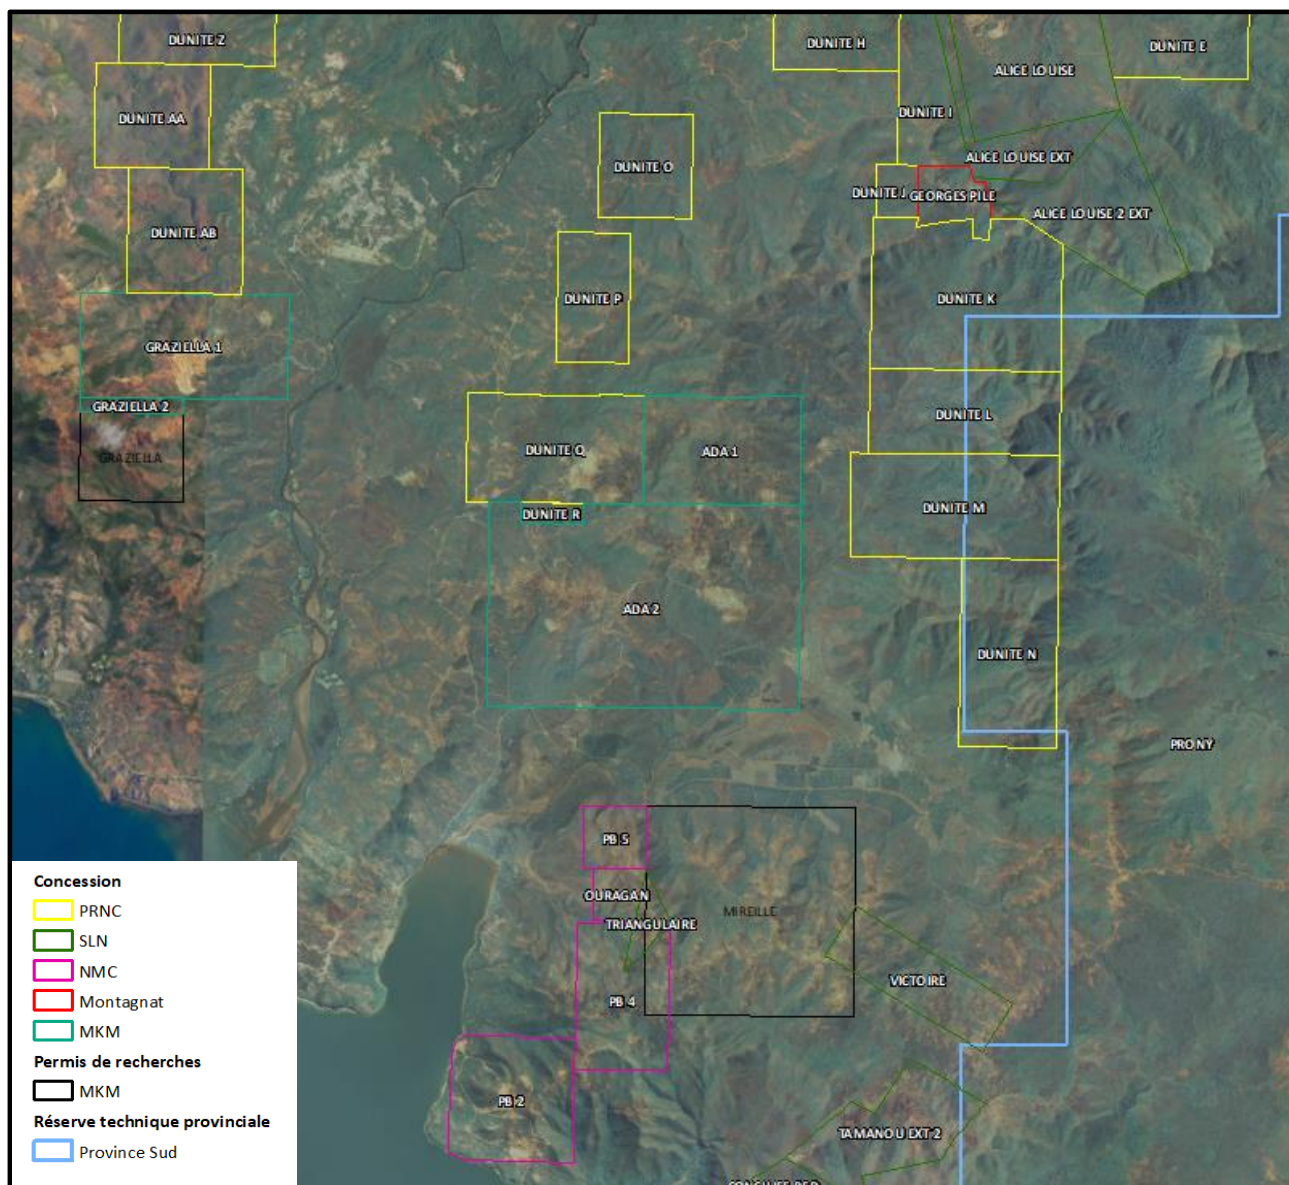 DUNITE Z
DUNITE H
DUNITE E
ALICE LOUISE
DUNITE AA
DUNITE I
DUNITE O
ALICE LOUISE EXT
DUNITE J
GEORGES PILE
ALICE LOUISE 2 EXT
DUNITE AB
DUNITE P
DUNITE K
GRAZIELLA 1
GRAZIELLA 2
DUNITE L
DUNITE Q
ADA 1
GRAZIELLA
DUNITE R
DUNITE M
ADA 2
DUNITE N
PRONY
PB 5
OURAGAN
MIREILLE
TRIANGULAIRE
VICTOIRE
PB 4
PB 2
TAMANOU EXT 2
Concession
PRNC
SLN
NMC
Montagnat
MKM
Permis de recherches
MKM
Réserve technique provinciale
Province Sud